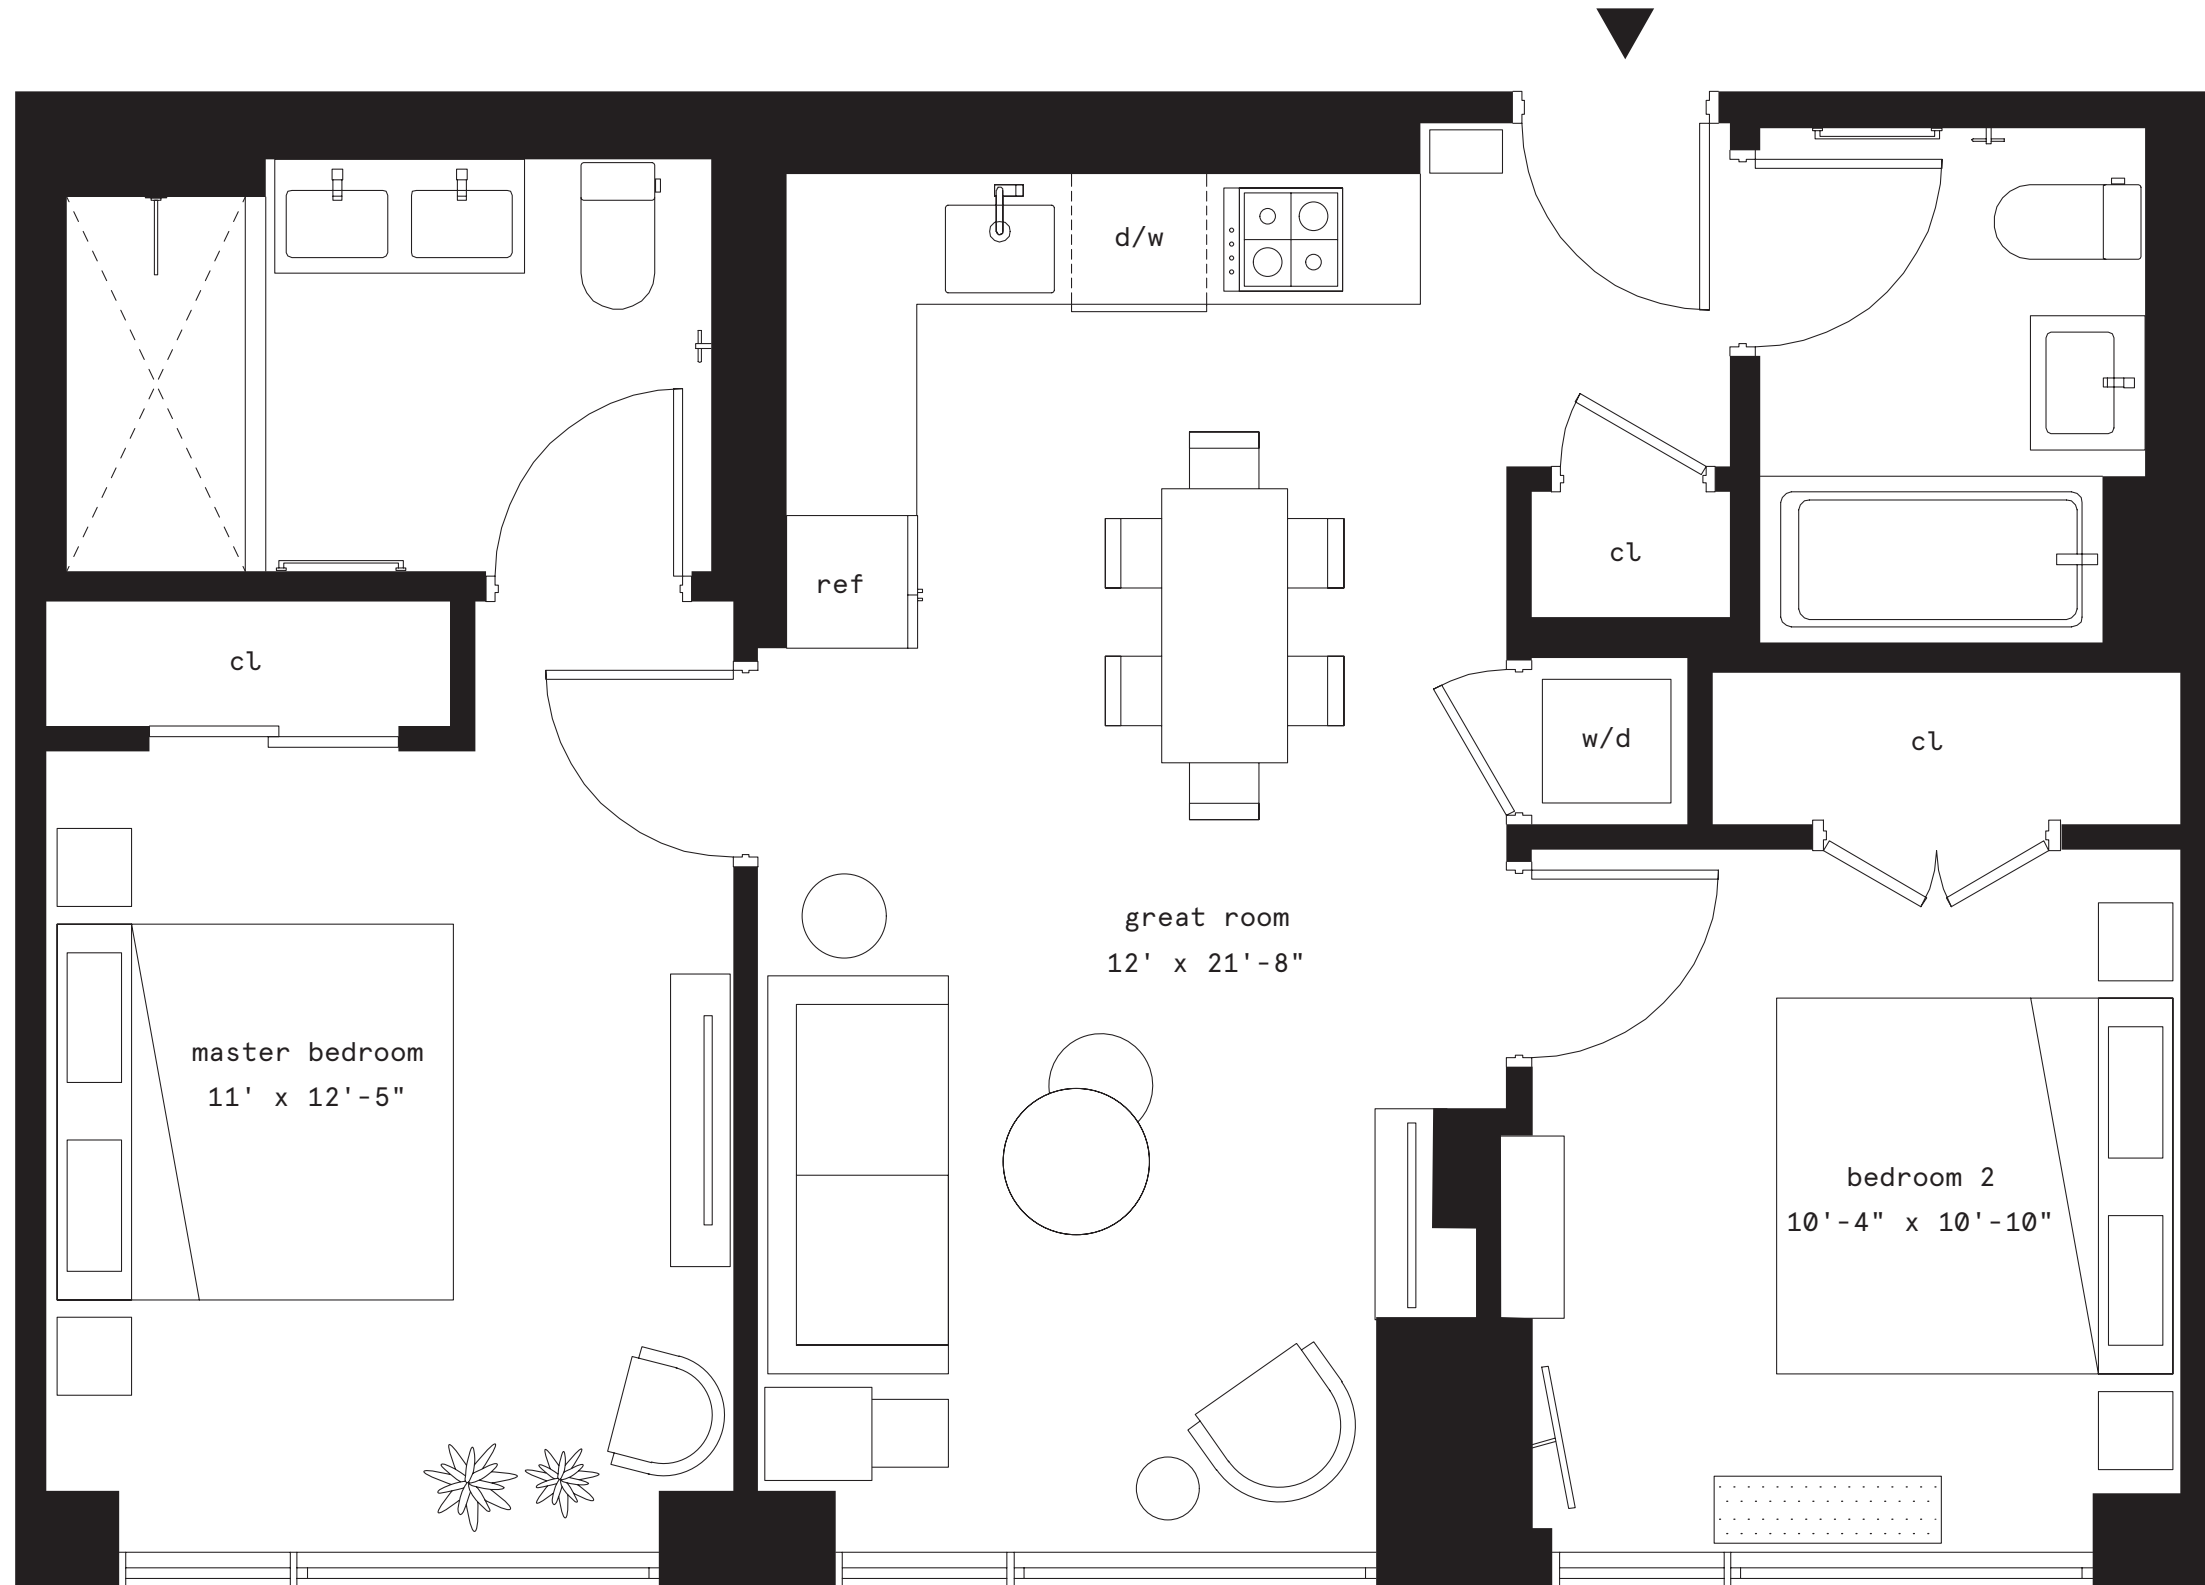 d/w
ref
cl
cl
w/d
cl
great room
12' x 21'-8"
master bedroom
11' x 12'-5"
bedroom 2
10'-4" x 10'-10"